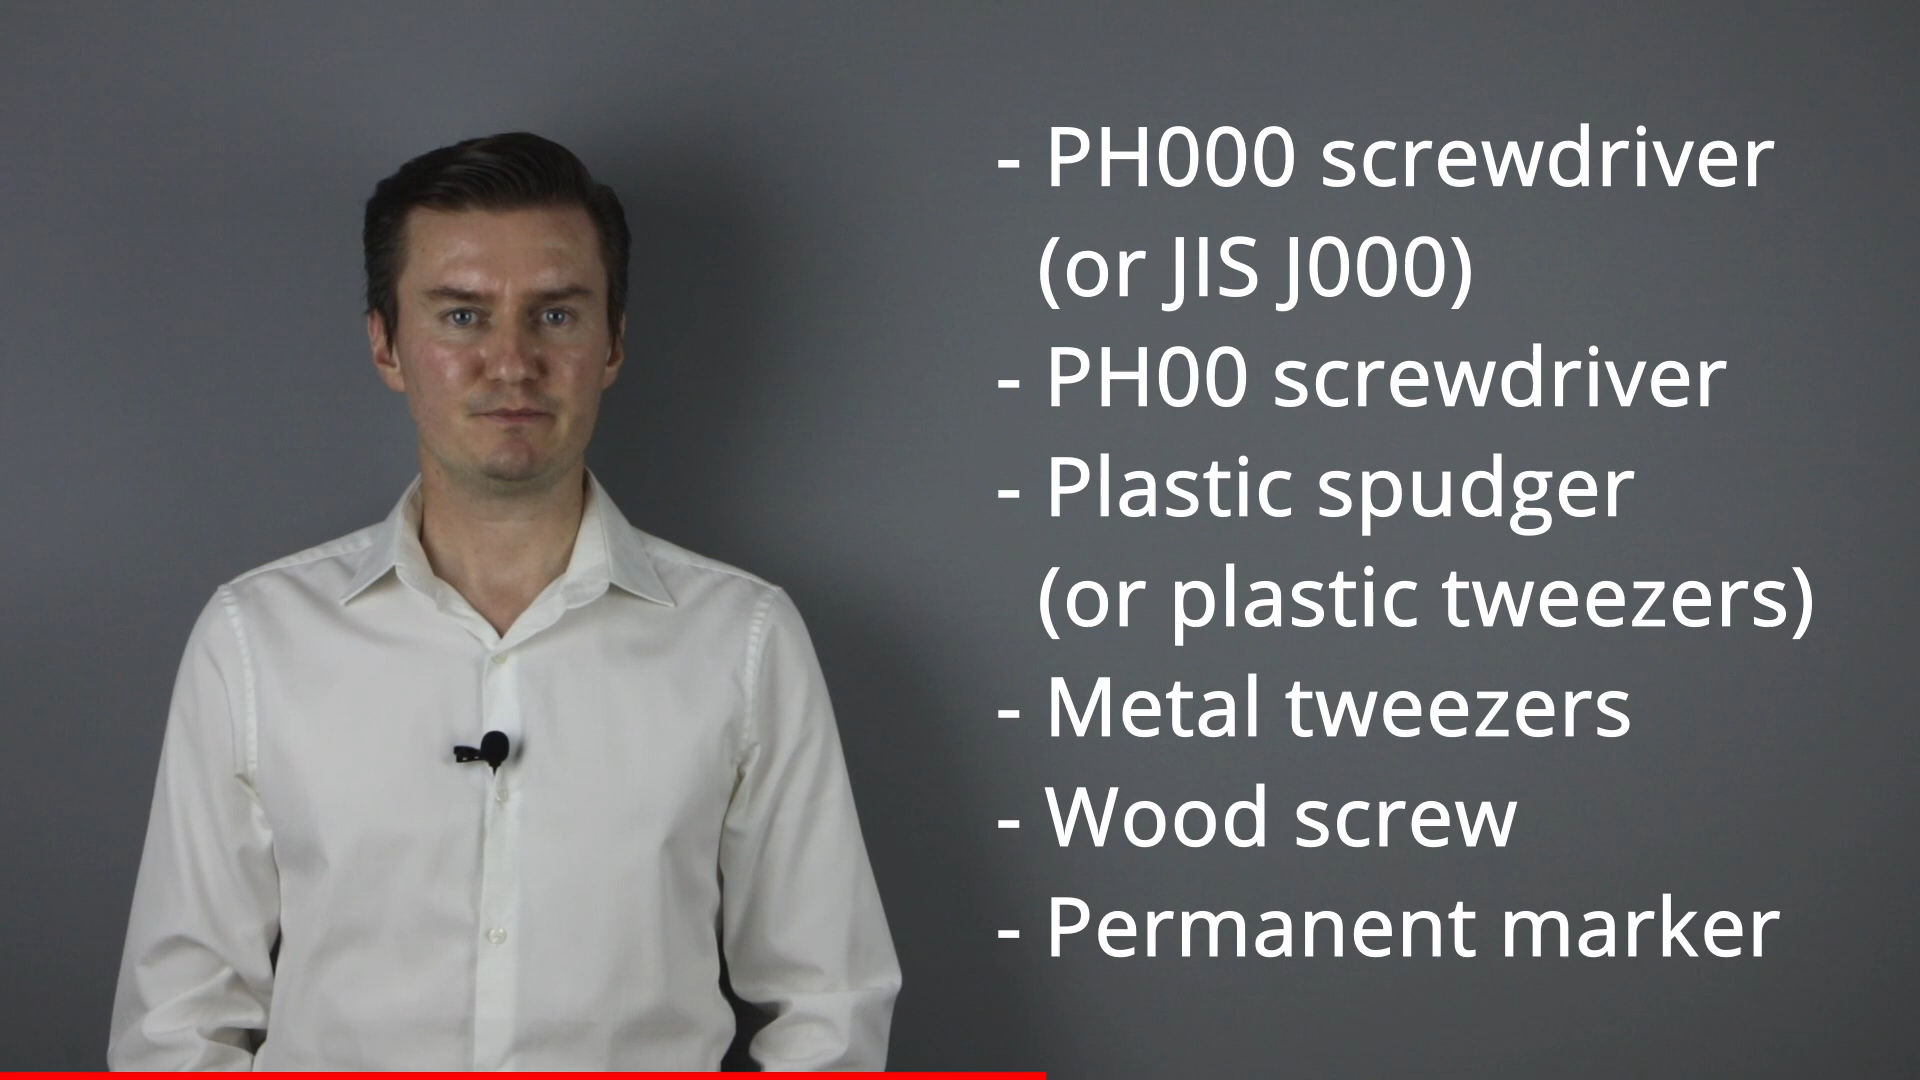 - PH000 screwdriver
(or JIS J000)
- PH00 screwdriver
- Plastic spudger
(or plastic tweezers)
- Metal tweezers
- Wood screw
- Permanent marker